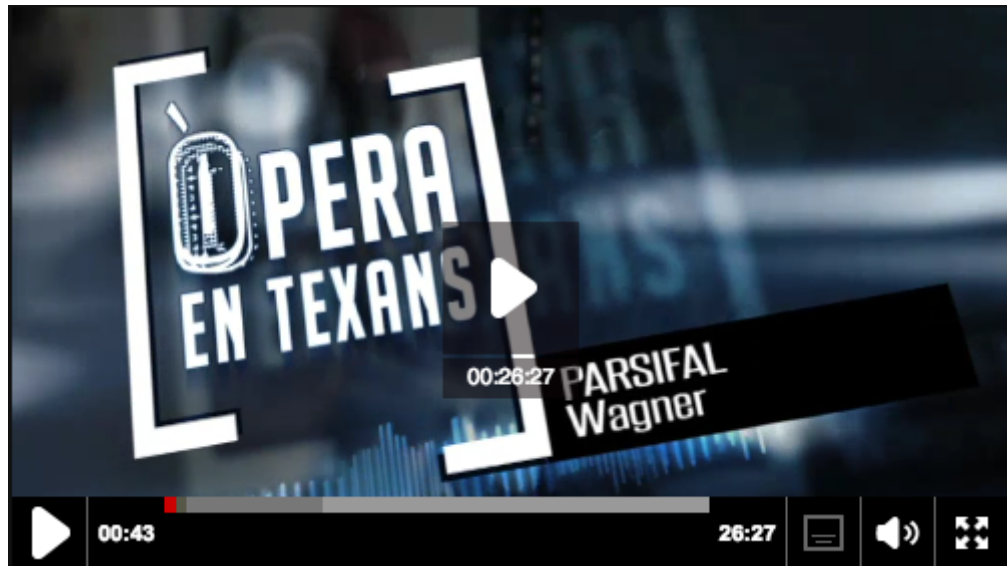 ÒPERA
EN TEXANS
00:26:27
PARSIFAL
Wagner
00:43
26:27